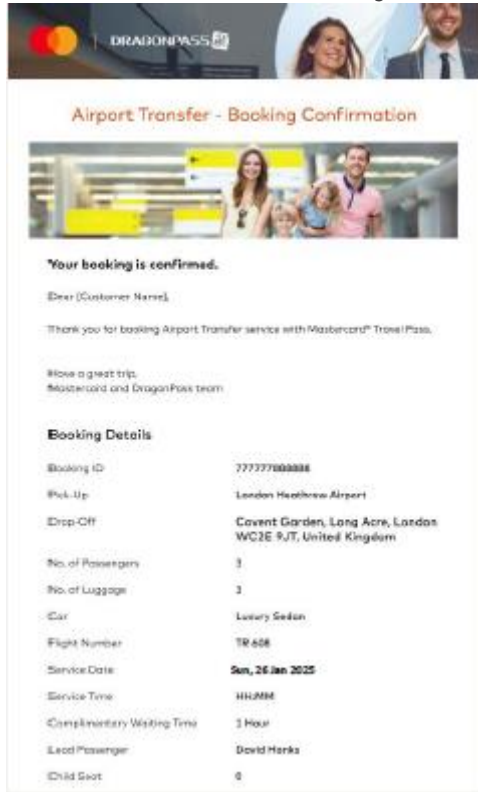 DRAGONPASS
Airport Transfer - Booking Confirmation
Your booking is confirmed.
Dear [Customer Name],
Thank you for booking Airport Transfer service with Mastercard® Travel Pass.
Have a great trip.
Mastercard and DragonPass team
Booking Details
Booking ID 777777888888
Pick-Up London Heathrow Airport
Drop-Off Covent Garden, Long Acre, London
WC2E 9JT, United Kingdom
No. of Passengers 3
No. of Luggage 3
Car Luxury Sedan
Flight Number TR 608
Service Date Sun, 26 Jan 2025
Service Time HH:MM
Complimentary Waiting Time 1 Hour
Lead Passenger David Hanks
Child Seat 0